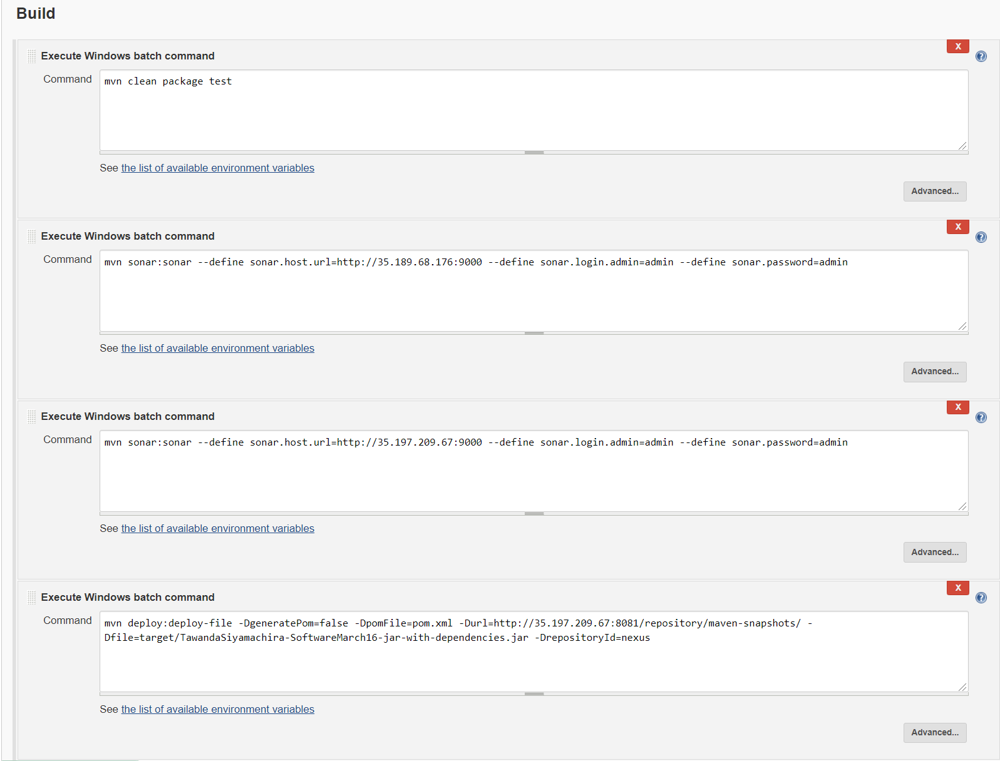 Build
X
Execute Windows batch command
?
Command
mvn clean package test
See the list of available environment variables
Advanced...
X
Execute Windows batch command
?
Command
mvn sonar:sonar --define sonar.host.url=http://35.189.68.176:9000 --define sonar.login.admin=admin --define sonar.password=admin
See the list of available environment variables
Advanced...
X
Execute Windows batch command
?
Command
mvn sonar:sonar --define sonar.host.url=http://35.197.209.67:9000 --define sonar.login.admin=admin --define sonar.password=admin
See the list of available environment variables
Advanced...
X
Execute Windows batch command
?
Command
mvn deploy:deploy-file -DgeneratePom=false -DpomFile=pom.xml -Durl=http://35.197.209.67:8081/repository/maven-snapshots/ -
Dfile=target/TawandaSiyamachira-SoftwareMarch16-jar-with-dependencies.jar -DrepositoryId=nexus
See the list of available environment variables
Advanced...